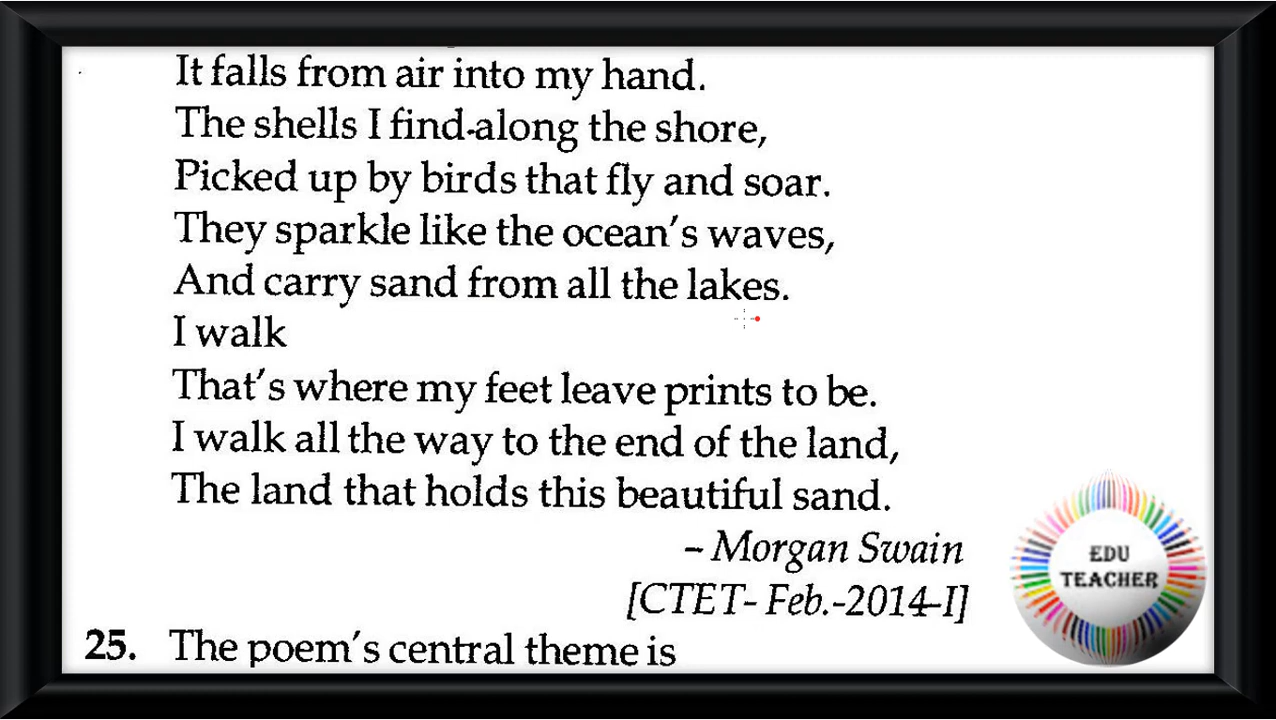 It falls from air into my hand.
The shells I find along the shore,
Picked up by birds that fly and soar.
They sparkle like the ocean's waves,
And carry sand from all the lakes.
I walk
That's where my feet leave prints to be.
I walk all the way to the end of the land,
The land that holds this beautiful sand.
– Morgan Swain
[CTET- Feb.-2014-I]
EDU
TEACHER
25. The poem's central theme is